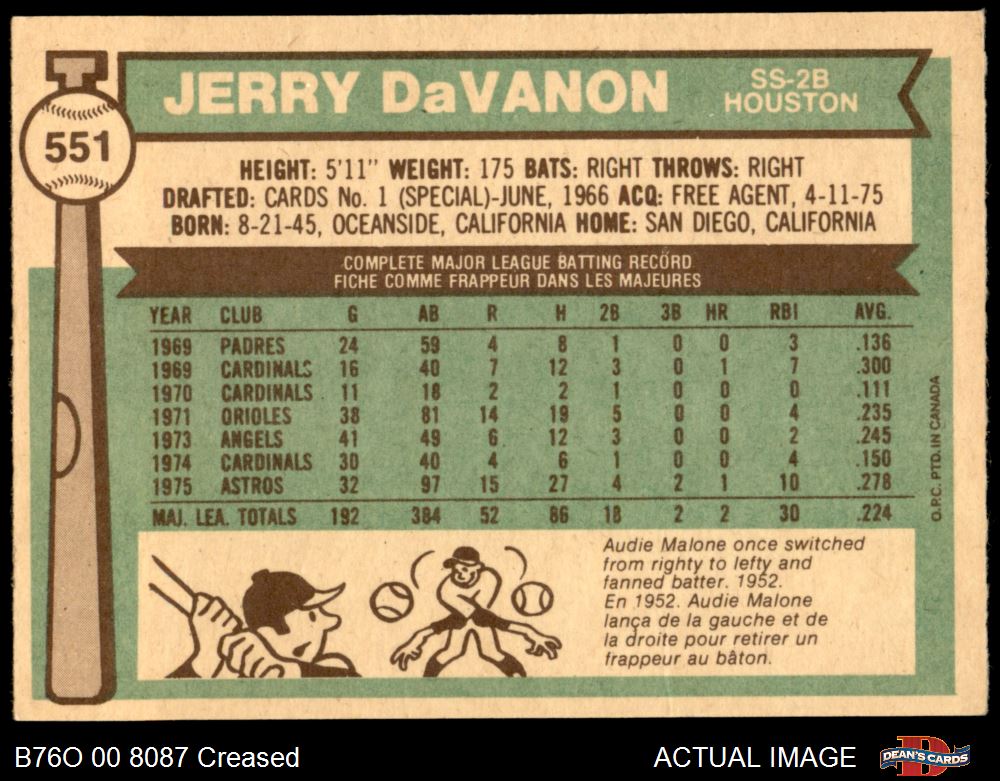 JERRY DaVANON
SS-2B
HOUSTON
551
HEIGHT: 5'11" WEIGHT: 175 BATS: RIGHT THROWS: RIGHT
DRAFTED: CARDS No. 1 (SPECIAL)-JUNE, 1966 ACQ: FREE AGENT, 4-11-75
BORN: 8-21-45, OCEANSIDE, CALIFORNIA HOME: SAN DIEGO, CALIFORNIA
COMPLETE MAJOR LEAGUE BATTING RECORD
FICHE COMME FRAPPEUR DANS LES MAJEURES
YEAR CLUB G AB R H 2B 3B HR RBI AVG.
1969 PADRES 24 59 4 8 1 0 0 3 .136
1969 CARDINALS 16 40 7 12 3 0 1 7 .300
1970 CARDINALS 11 18 2 2 1 0 0 0 .111
1971 ORIOLES 38 81 14 19 5 0 0 4 .235
1973 ANGELS 41 49 6 12 3 0 0 2 .245
1974 CARDINALS 30 40 4 6 1 0 0 4 .150
1975 ASTROS 32 97 15 27 4 2 1 10 .278
MAJ. LEA. TOTALS 192 384 52 86 18 2 2 30 .224
O.P.C. PTD. IN CANADA
Audie Malone once switched
from righty to lefty and
fanned batter. 1952.
En 1952. Audie Malone
lança de la gauche et de
la droite pour retirer un
frappeur au bâton.
B76O 00 8087 Creased
ACTUAL IMAGE
DEAN'S CARDS